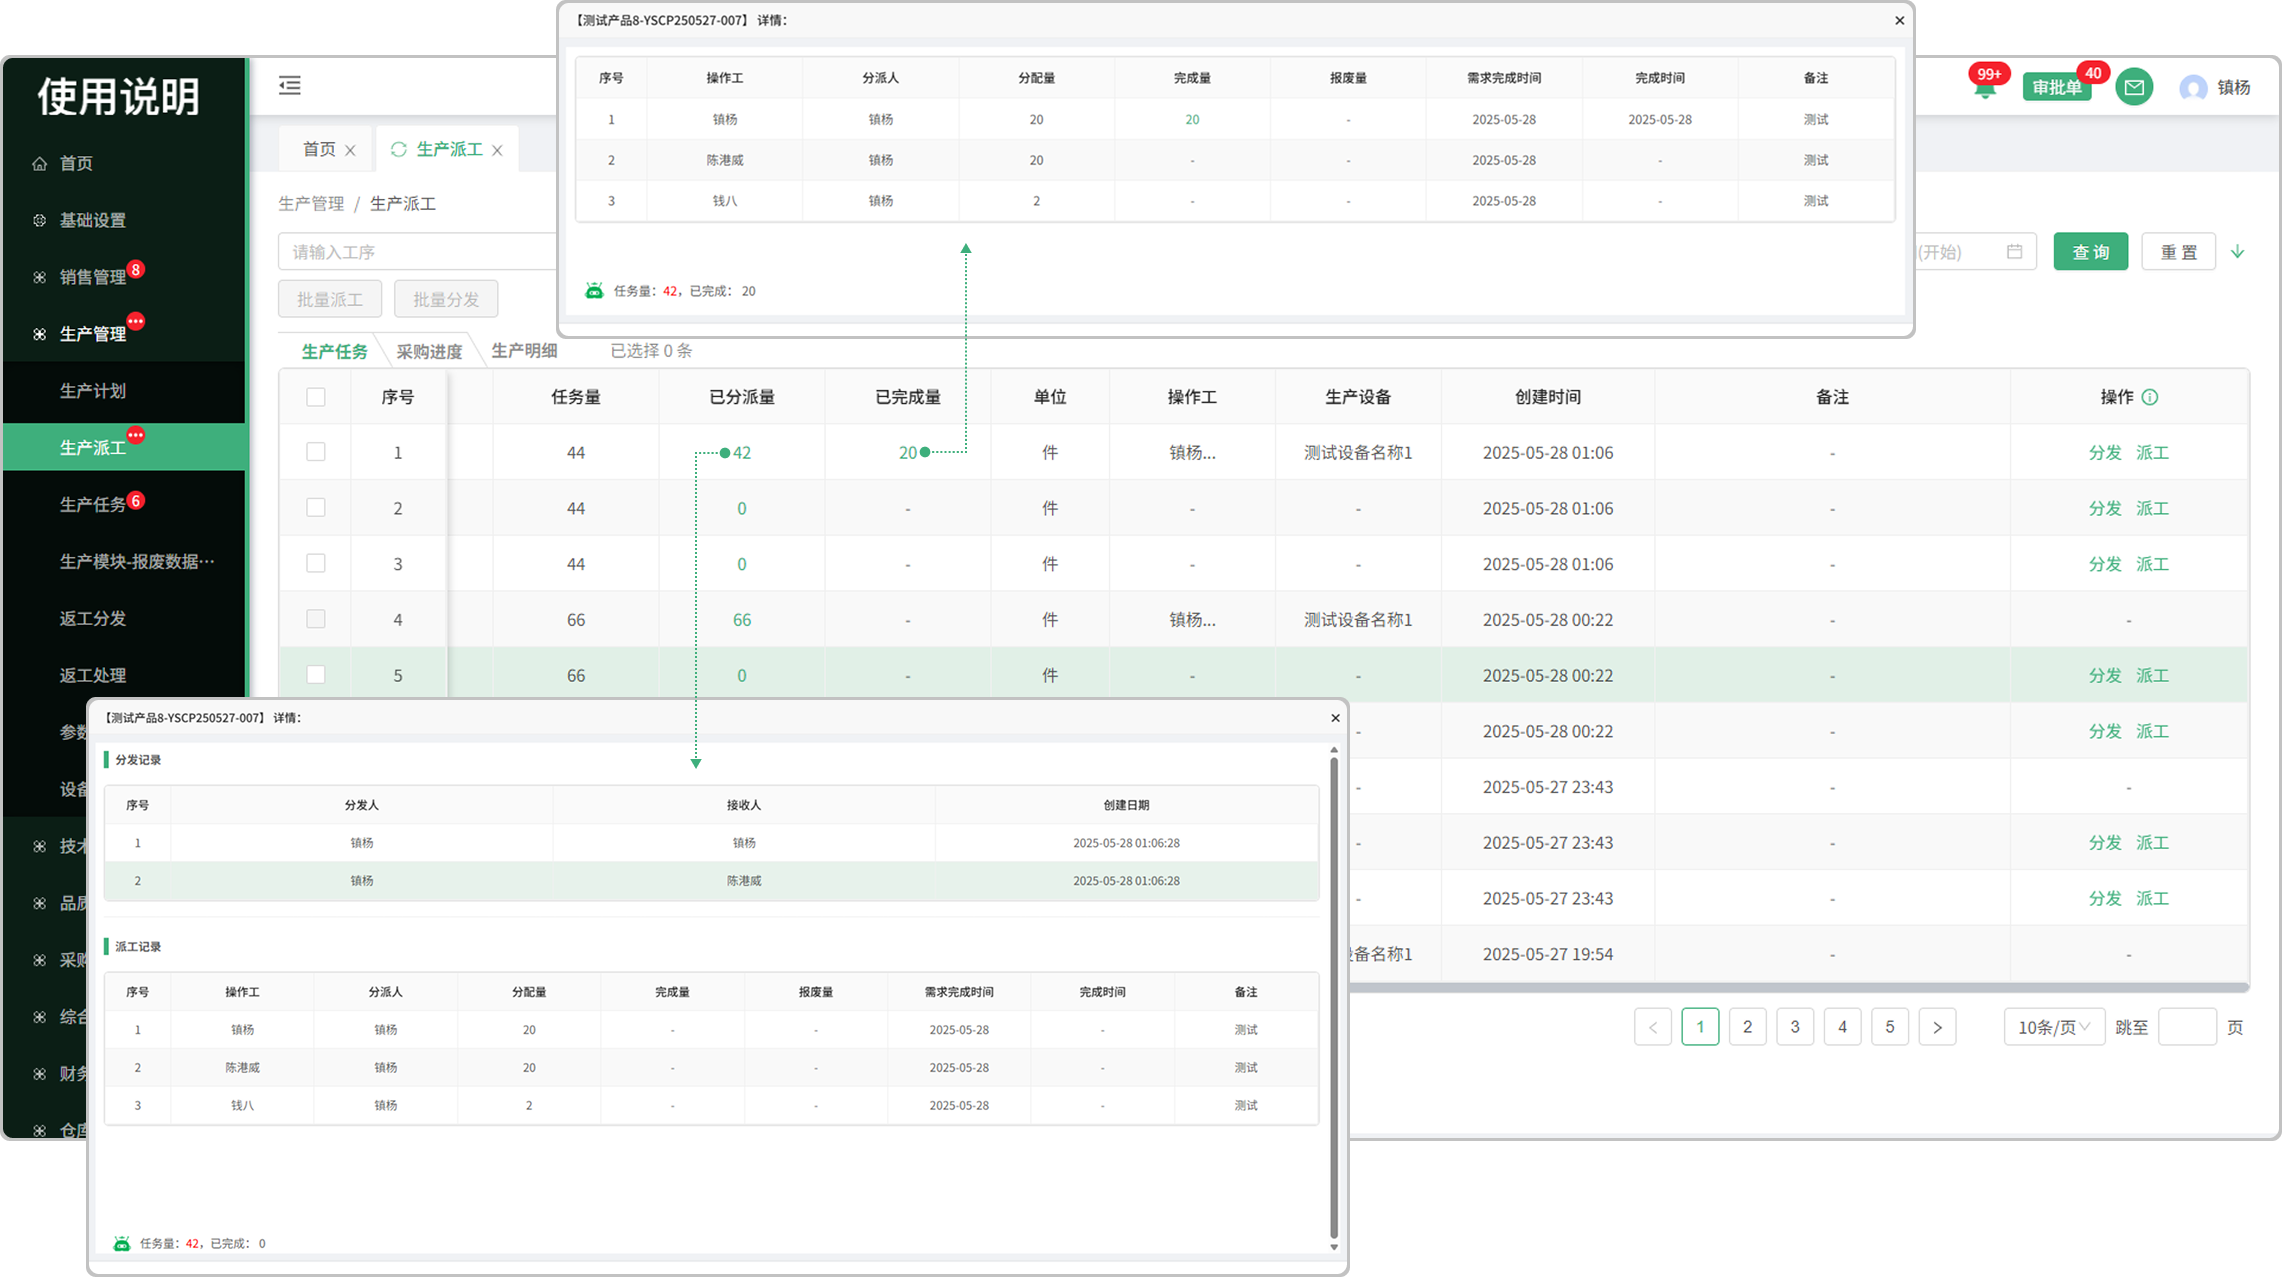 【测试产品8-YSCP250527-007】 详情：
序号 操作工 分派人 分配量 完成量 报废量 需求完成时间 完成时间 备注
1 镇杨 镇杨 20 20 - 2025-05-28 2025-05-28 测试
2 陈港威 镇杨 20 - - 2025-05-28 - 测试
3 钱八 镇杨 2 - - 2025-05-28 - 测试
任务量：42，已完成： 20
使用说明
99+
审批单
40
镇杨
首页
基础设置
销售管理 8
生产管理
生产计划
生产派工
生产任务 6
生产模块-报废数据…
返工分发
返工处理
参数
设备
技术
品质
采购
综合
财务
仓库
首页 生产派工
生产管理 / 生产派工
请输入工序
(开始)
查 询 重 置
批量派工 批量分发
生产任务 采购进度 生产明细 已选择 0 条
序号 任务量 已分派量 已完成量 单位 操作工 生产设备 创建时间 备注 操作
1 44 42 20 件 镇杨... 测试设备名称1 2025-05-28 01:06 - 分发 派工
2 44 0 - 件 - - 2025-05-28 01:06 - 分发 派工
3 44 0 - 件 - - 2025-05-28 01:06 - 分发 派工
4 66 66 - 件 镇杨... 测试设备名称1 2025-05-28 00:22 - -
5 66 0 - 件 - - 2025-05-28 00:22 - 分发 派工
- 2025-05-28 00:22 - 分发 派工
- 2025-05-27 23:43 - -
- 2025-05-27 23:43 - 分发 派工
- 2025-05-27 23:43 - 分发 派工
备名称1 2025-05-27 19:54 - -
< 1 2 3 4 5 > 10条/页 跳至 页
【测试产品8-YSCP250527-007】 详情：
分发记录
序号 分发人 接收人 创建日期
1 镇杨 镇杨 2025-05-28 01:06:28
2 镇杨 陈港威 2025-05-28 01:06:28
派工记录
序号 操作工 分派人 分配量 完成量 报废量 需求完成时间 完成时间 备注
1 镇杨 镇杨 20 - - 2025-05-28 - 测试
2 陈港威 镇杨 20 - - 2025-05-28 - 测试
3 钱八 镇杨 2 - - 2025-05-28 - 测试
任务量：42，已完成： 0